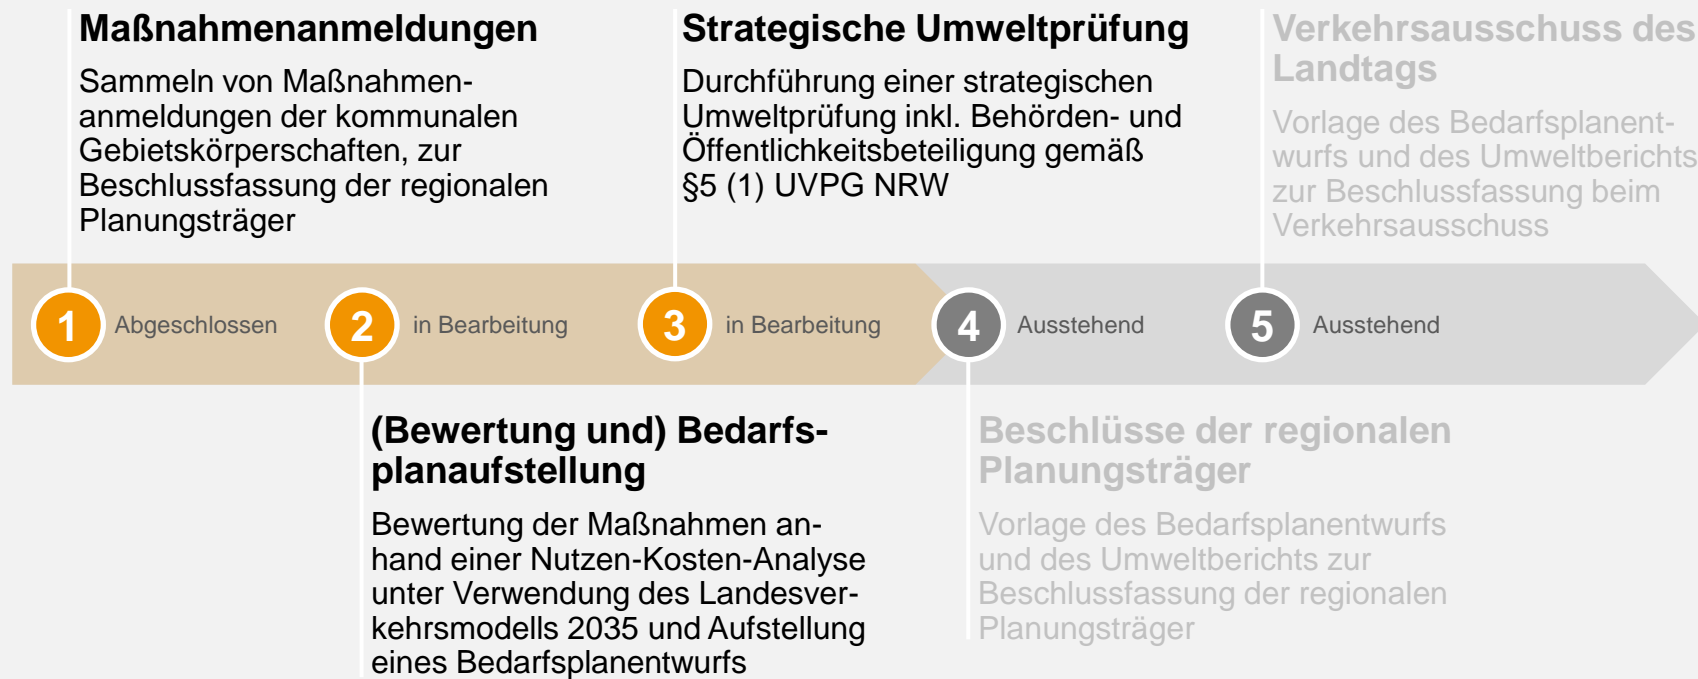 Maßnahmenanmeldungen
Sammeln von Maßnahmen-
anmeldungen der kommunalen
Gebietskörperschaften, zur
Beschlussfassung der regionalen
Planungsträger
Strategische Umweltprüfung
Durchführung einer strategischen
Umweltprüfung inkl. Behörden- und
Öffentlichkeitsbeteiligung gemäß
§5 (1) UVPG NRW
Verkehrsausschuss des
Landtags
Vorlage des Bedarfsplanent-
wurfs und des Umweltberichts
zur Beschlussfassung beim
Verkehrsausschuss
1 Abgeschlossen
2 in Bearbeitung
3 in Bearbeitung
4 Ausstehend
5 Ausstehend
(Bewertung und) Bedarfs-
planaufstellung
Bewertung der Maßnahmen an-
hand einer Nutzen-Kosten-Analyse
unter Verwendung des Landesver-
kehrsmodells 2035 und Aufstellung
eines Bedarfsplanentwurfs
Beschlüsse der regionalen
Planungsträger
Vorlage des Bedarfsplanentwurfs
und des Umweltberichts zur
Beschlussfassung der regionalen
Planungsträger